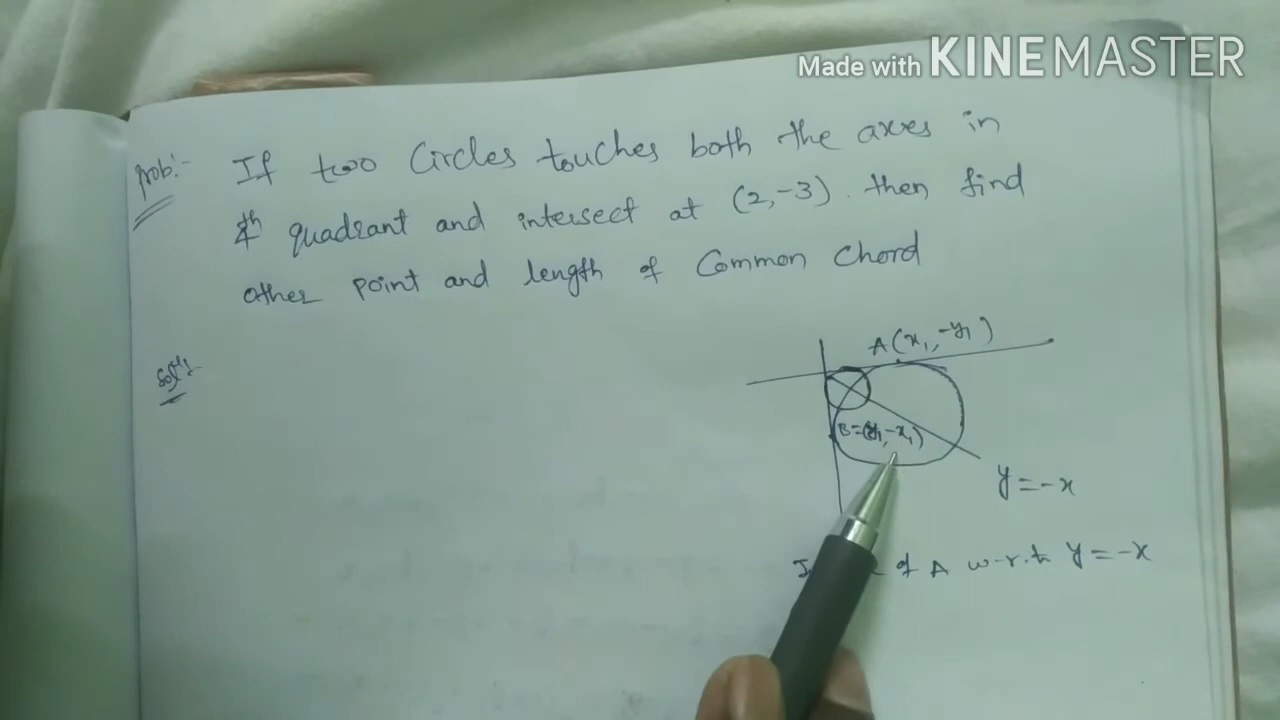 Made with KINEMASTER
Prob:- If two Circles touches both the axes in
4th quadrant and intersect at (2,-3). then find
other point and length of Common Chord
Sol:-
A(x₁,-y₁)
B=(y₁,-x₁)
y=-x
of A w.r.to y=-x